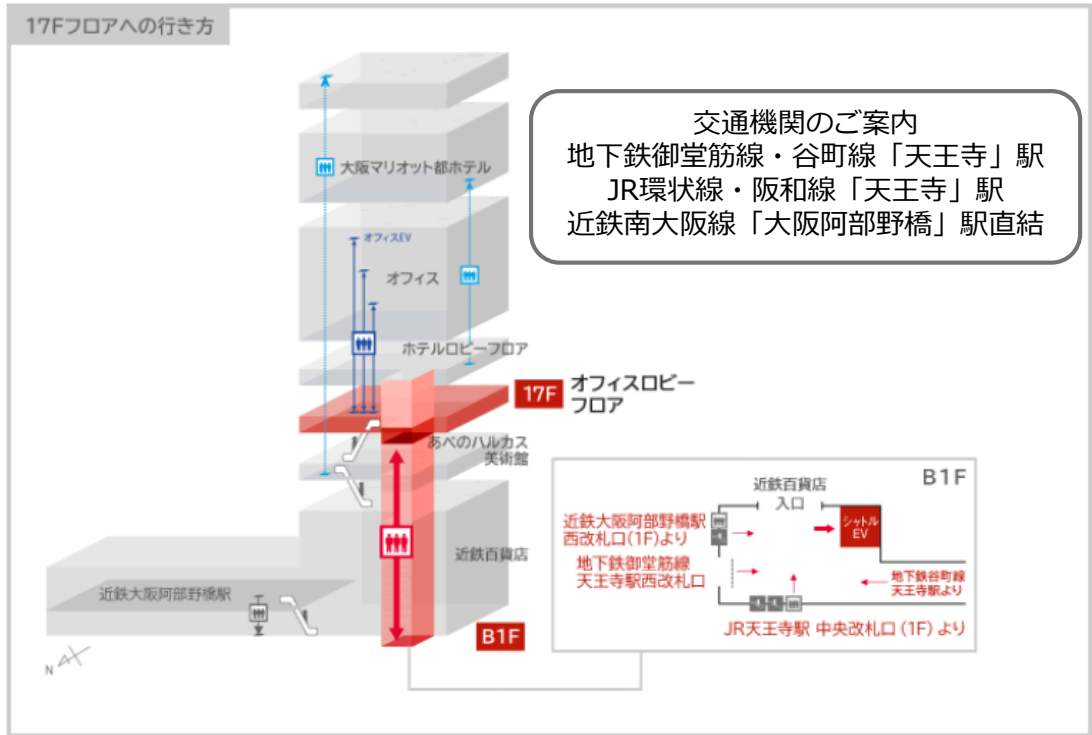 17Fフロアへの行き方
交通機関のご案内
地下鉄御堂筋線・谷町線「天王寺」駅
JR環状線・阪和線「天王寺」駅
近鉄南大阪線「大阪阿部野橋」駅直結
大阪マリオット都ホテル
オフィスEV
オフィス
ホテルロビーフロア
17F オフィスロビー
フロア
あべのハルカス
美術館
近鉄百貨店
近鉄大阪阿部野橋駅
B1F
N
B1F
近鉄百貨店
入口
シャトル
EV
近鉄大阪阿部野橋駅
西改札口(1F)より
地下鉄御堂筋線
天王寺駅西改札口
地下鉄谷町線
天王寺駅より
JR天王寺駅 中央改札口 (1F) より